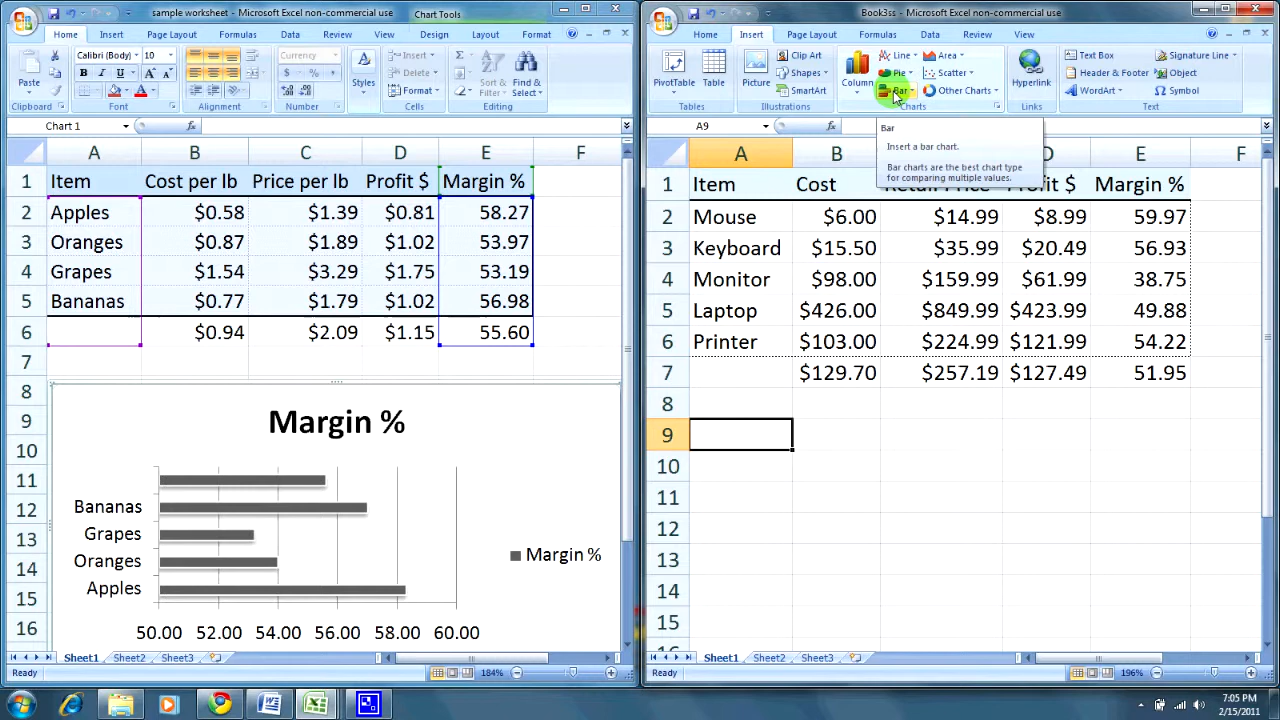 sample worksheet - Microsoft Excel non-commercial use
Chart Tools
Home Insert Page Layout Formulas Data Review View Design Layout Format
Paste
Calibri (Body) 10
Currency
Styles
Insert
Delete
Format
Sort & Filter
Find & Select
Clipboard Font Alignment Number Cells Editing
Chart 1
A B C D E F
1 Item Cost per lb Price per lb Profit $ Margin %
2 Apples $0.58 $1.39 $0.81 58.27
3 Oranges $0.87 $1.89 $1.02 53.97
4 Grapes $1.54 $3.29 $1.75 53.19
5 Bananas $0.77 $1.79 $1.02 56.98
6 $0.94 $2.09 $1.15 55.60
7
8
9
10
11
12
13
14
15
16
Margin %
Bananas
Grapes
Oranges
Apples
Margin %
50.00 52.00 54.00 56.00 58.00 60.00
Sheet1 Sheet2 Sheet3
Ready 184%
Book3ss - Microsoft Excel non-commercial use
Home Insert Page Layout Formulas Data Review View
PivotTable
Table
Picture
Clip Art
Shapes
SmartArt
Column
Line
Pie
Bar
Area
Scatter
Other Charts
Hyperlink
Text Box
Header & Footer
WordArt
Signature Line
Object
Symbol
Tables Illustrations Charts Links Text
A9
Bar
Insert a bar chart.
Bar charts are the best chart type
for comparing multiple values.
A B D E F
1 Item Cost Retail Price Profit $ Margin %
2 Mouse $6.00 $14.99 $8.99 59.97
3 Keyboard $15.50 $35.99 $20.49 56.93
4 Monitor $98.00 $159.99 $61.99 38.75
5 Laptop $426.00 $849.99 $423.99 49.88
6 Printer $103.00 $224.99 $121.99 54.22
7 $129.70 $257.19 $127.49 51.95
8
9
10
11
12
13
14
15
Sheet1 Sheet2 Sheet3
Ready 196%
7:05 PM
2/15/2011